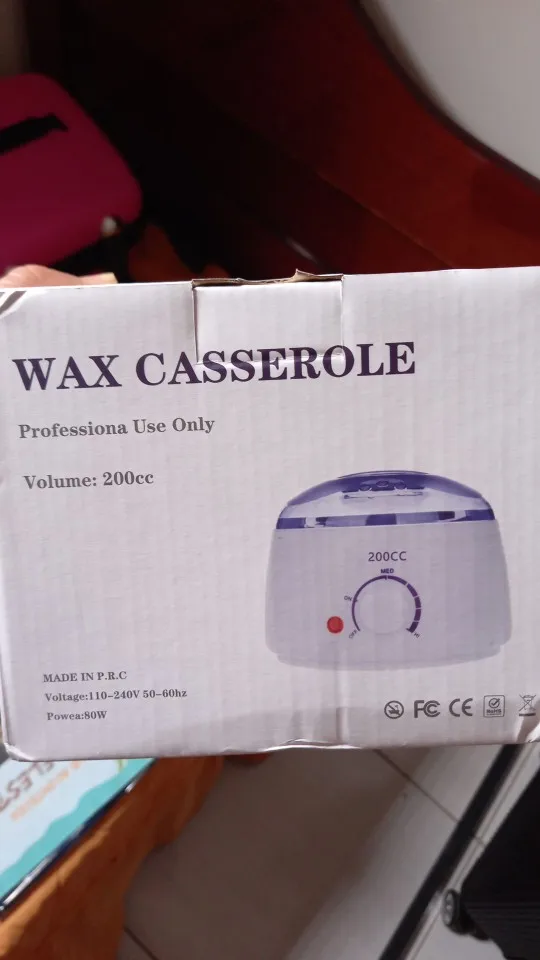 WAX CASSEROLE
Professiona Use Only
Volume: 200cc
200CC
MED
ON
OFF
HI
MADE IN P.R.C
Voltage:110-240V 50-60hz
Powea:80W
FC CE RoHS